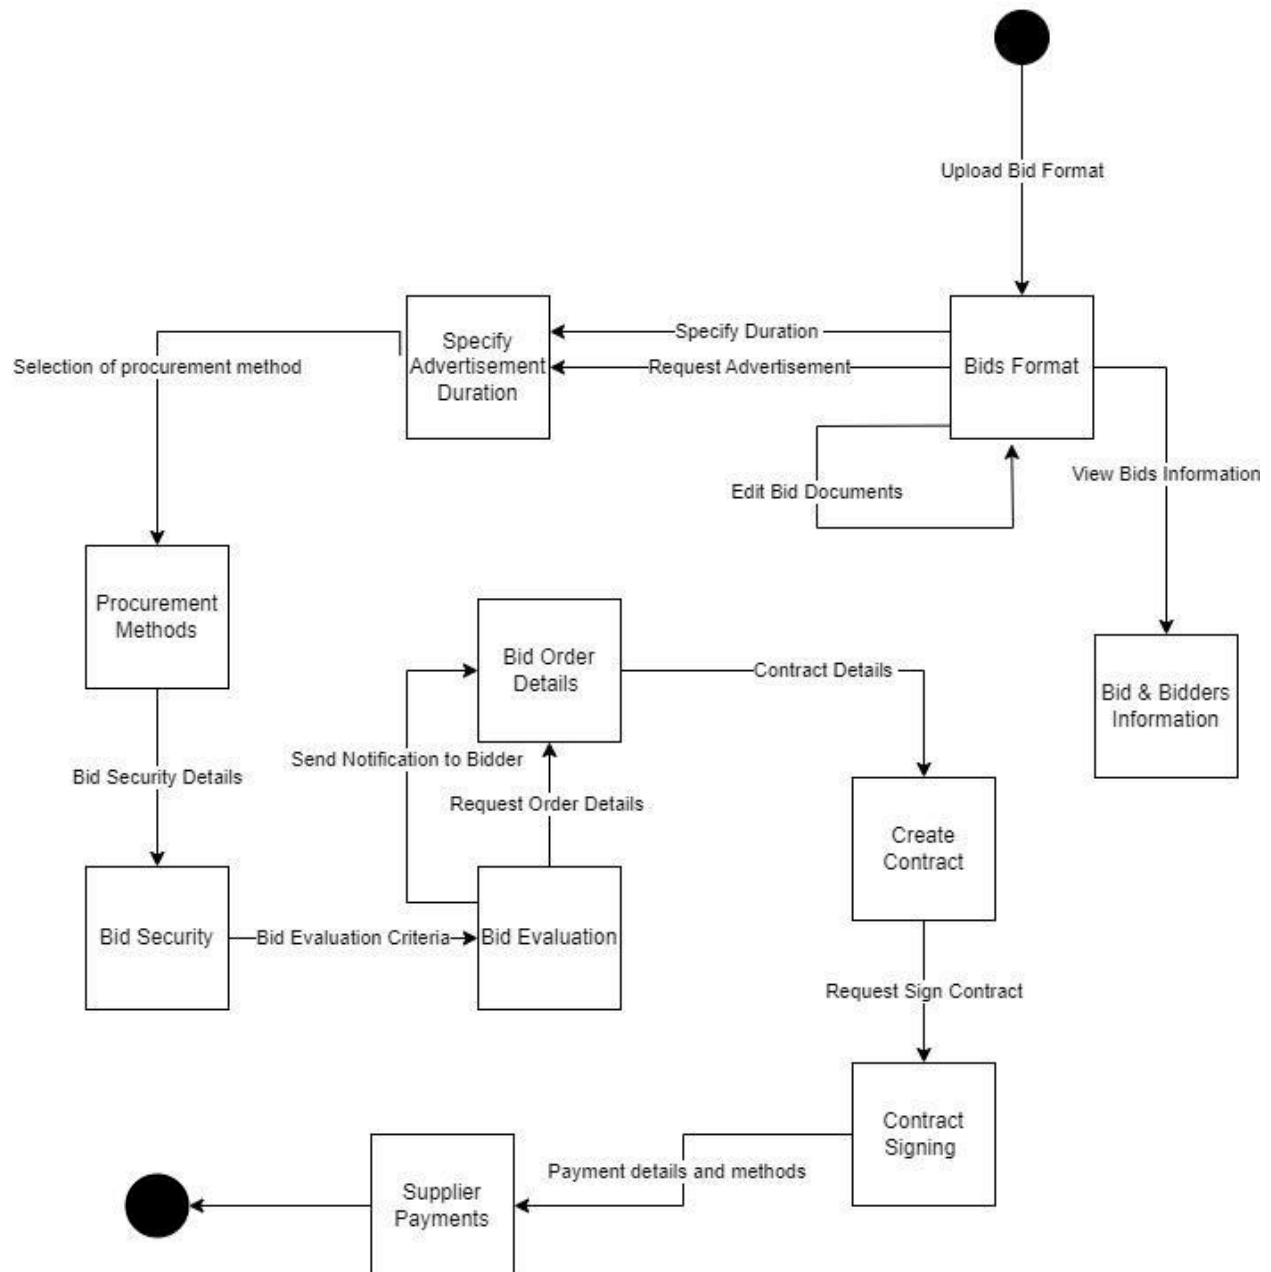 Upload Bid Format
Specify
Advertisement
Duration
Specify Duration
Request Advertisement
Bids Format
Selection of procurement method
Edit Bid Documents
View Bids Information
Procurement
Methods
Bid Order
Details
Contract Details
Bid & Bidders
Information
Send Notification to Bidder
Bid Security Details
Request Order Details
Create
Contract
Bid Security
Bid Evaluation Criteria
Bid Evaluation
Request Sign Contract
Contract
Signing
Payment details and methods
Supplier
Payments